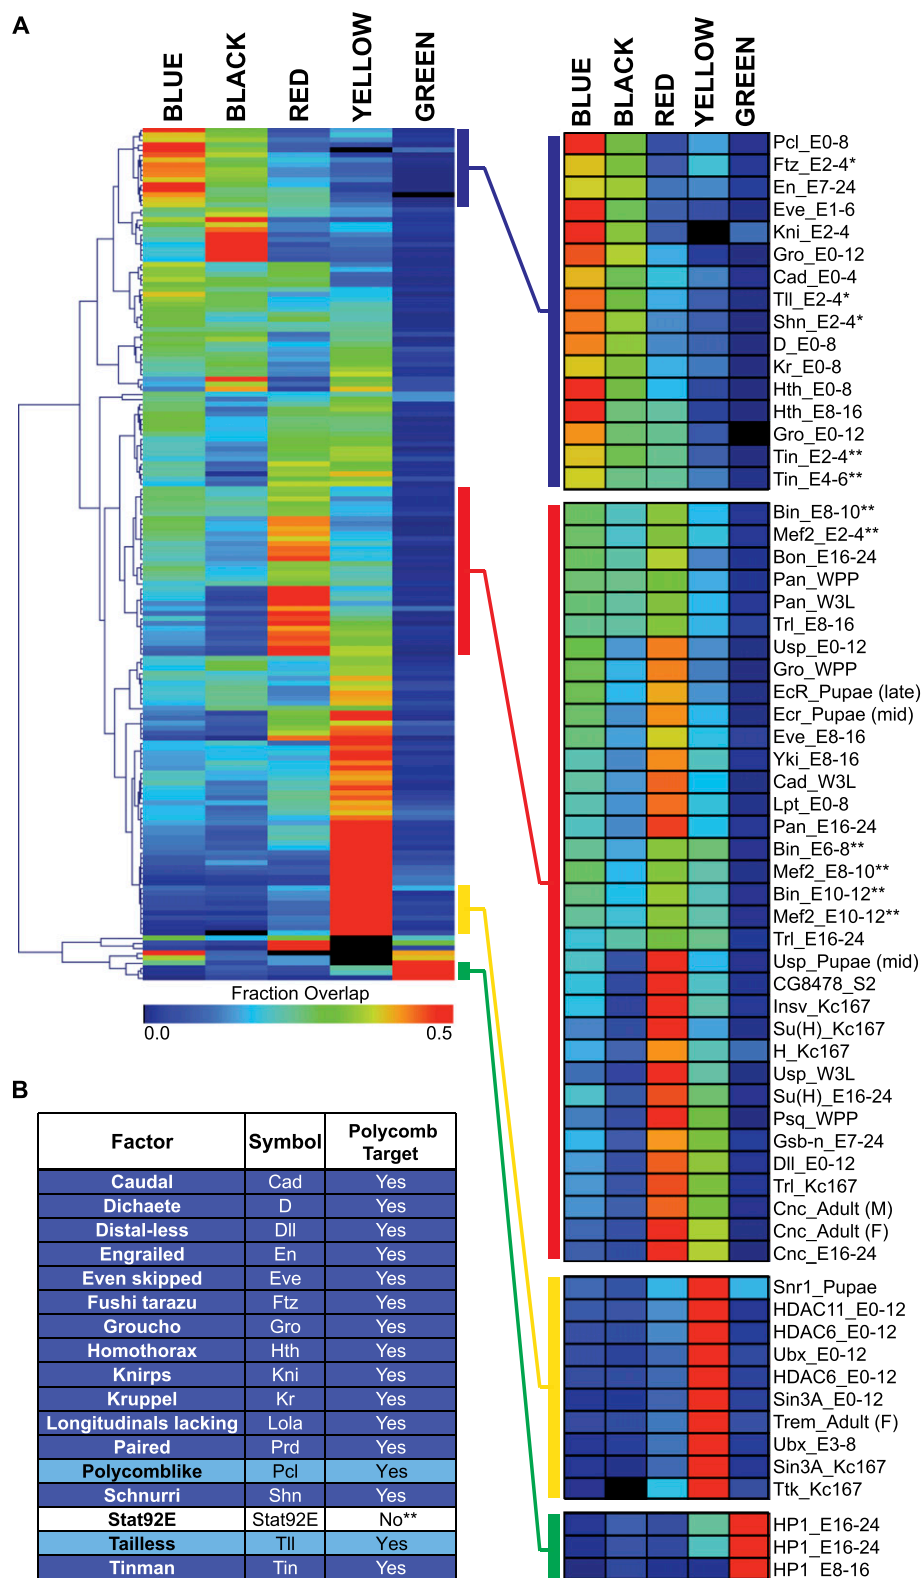 A
BLUE
BLACK
RED
YELLOW
GREEN
Fraction Overlap
0.0
0.5
BLUE
BLACK
RED
YELLOW
GREEN
Pcl_E0-8
Ftz_E2-4*
En_E7-24
Eve_E1-6
Kni_E2-4
Gro_E0-12
Cad_E0-4
Tll_E2-4*
Shn_E2-4*
D_E0-8
Kr_E0-8
Hth_E0-8
Hth_E8-16
Gro_E0-12
Tin_E2-4**
Tin_E4-6**
Bin_E8-10**
Mef2_E2-4**
Bon_E16-24
Pan_WPP
Pan_W3L
Trl_E8-16
Usp_E0-12
Gro_WPP
EcR_Pupae (late)
Ecr_Pupae (mid)
Eve_E8-16
Yki_E8-16
Cad_W3L
Lpt_E0-8
Pan_E16-24
Bin_E6-8**
Mef2_E8-10**
Bin_E10-12**
Mef2_E10-12**
Trl_E16-24
Usp_Pupae (mid)
CG8478_S2
Insv_Kc167
Su(H)_Kc167
H_Kc167
Usp_W3L
Su(H)_E16-24
Psq_WPP
Gsb-n_E7-24
Dll_E0-12
Trl_Kc167
Cnc_Adult (M)
Cnc_Adult (F)
Cnc_E16-24
Snr1_Pupae
HDAC11_E0-12
HDAC6_E0-12
Ubx_E0-12
HDAC6_E0-12
Sin3A_E0-12
Trem_Adult (F)
Ubx_E3-8
Sin3A_Kc167
Ttk_Kc167
HP1_E16-24
HP1_E16-24
HP1_E8-16
B
Factor Symbol Polycomb Target
Caudal Cad Yes
Dichaete D Yes
Distal-less Dll Yes
Engrailed En Yes
Even skipped Eve Yes
Fushi tarazu Ftz Yes
Groucho Gro Yes
Homothorax Hth Yes
Knirps Kni Yes
Kruppel Kr Yes
Longitudinals lacking Lola Yes
Paired Prd Yes
Polycomblike Pcl Yes
Schnurri Shn Yes
Stat92E Stat92E No**
Tailless Tll Yes
Tinman Tin Yes